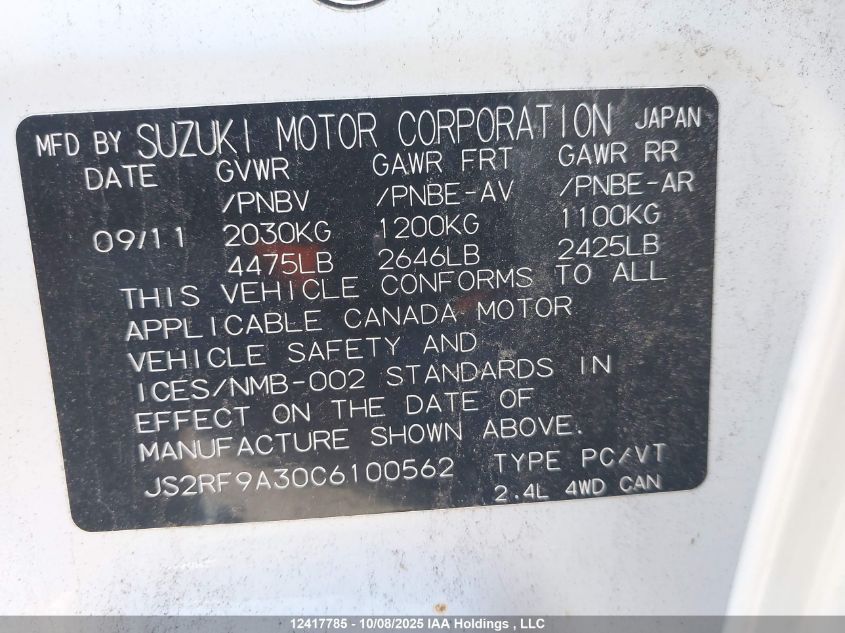 MFD BY SUZUKI MOTOR CORPORATION JAPAN
DATE GVWR GAWR FRT GAWR RR
/PNBV /PNBE-AV /PNBE-AR
09/11 2030KG 1200KG 1100KG
4475LB 2646LB 2425LB
THIS VEHICLE CONFORMS TO ALL
APPLICABLE CANADA MOTOR
VEHICLE SAFETY AND
ICES/NMB-002 STANDARDS IN
EFFECT ON THE DATE OF
MANUFACTURE SHOWN ABOVE.
JS2RF9A30C6100562 TYPE PC/VT
2.4L 4WD CAN
12417785 - 10/08/2025 IAA Holdings , LLC